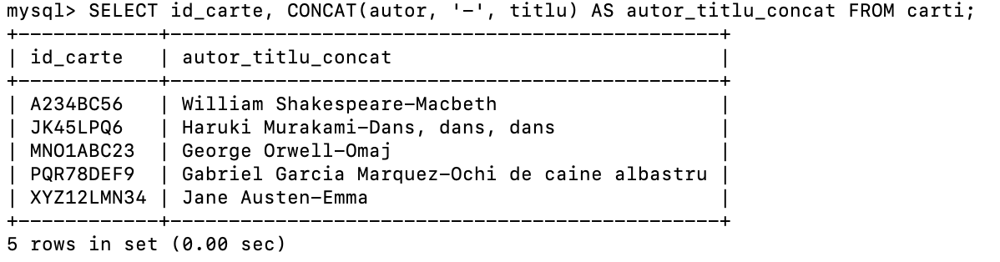 mysql> SELECT id_carte, CONCAT(autor, '-', titlu) AS autor_titlu_concat FROM carti;
+------------+-----------------------------------------------+
| id_carte   | autor_titlu_concat                            |
+------------+-----------------------------------------------+
| A234BC56   | William Shakespeare-Macbeth                   |
| JK45LPQ6   | Haruki Murakami-Dans, dans, dans              |
| MNO1ABC23  | George Orwell-Omaj                            |
| PQR78DEF9  | Gabriel Garcia Marquez-Ochi de caine albastru |
| XYZ12LMN34 | Jane Austen-Emma                              |
+------------+-----------------------------------------------+
5 rows in set (0.00 sec)